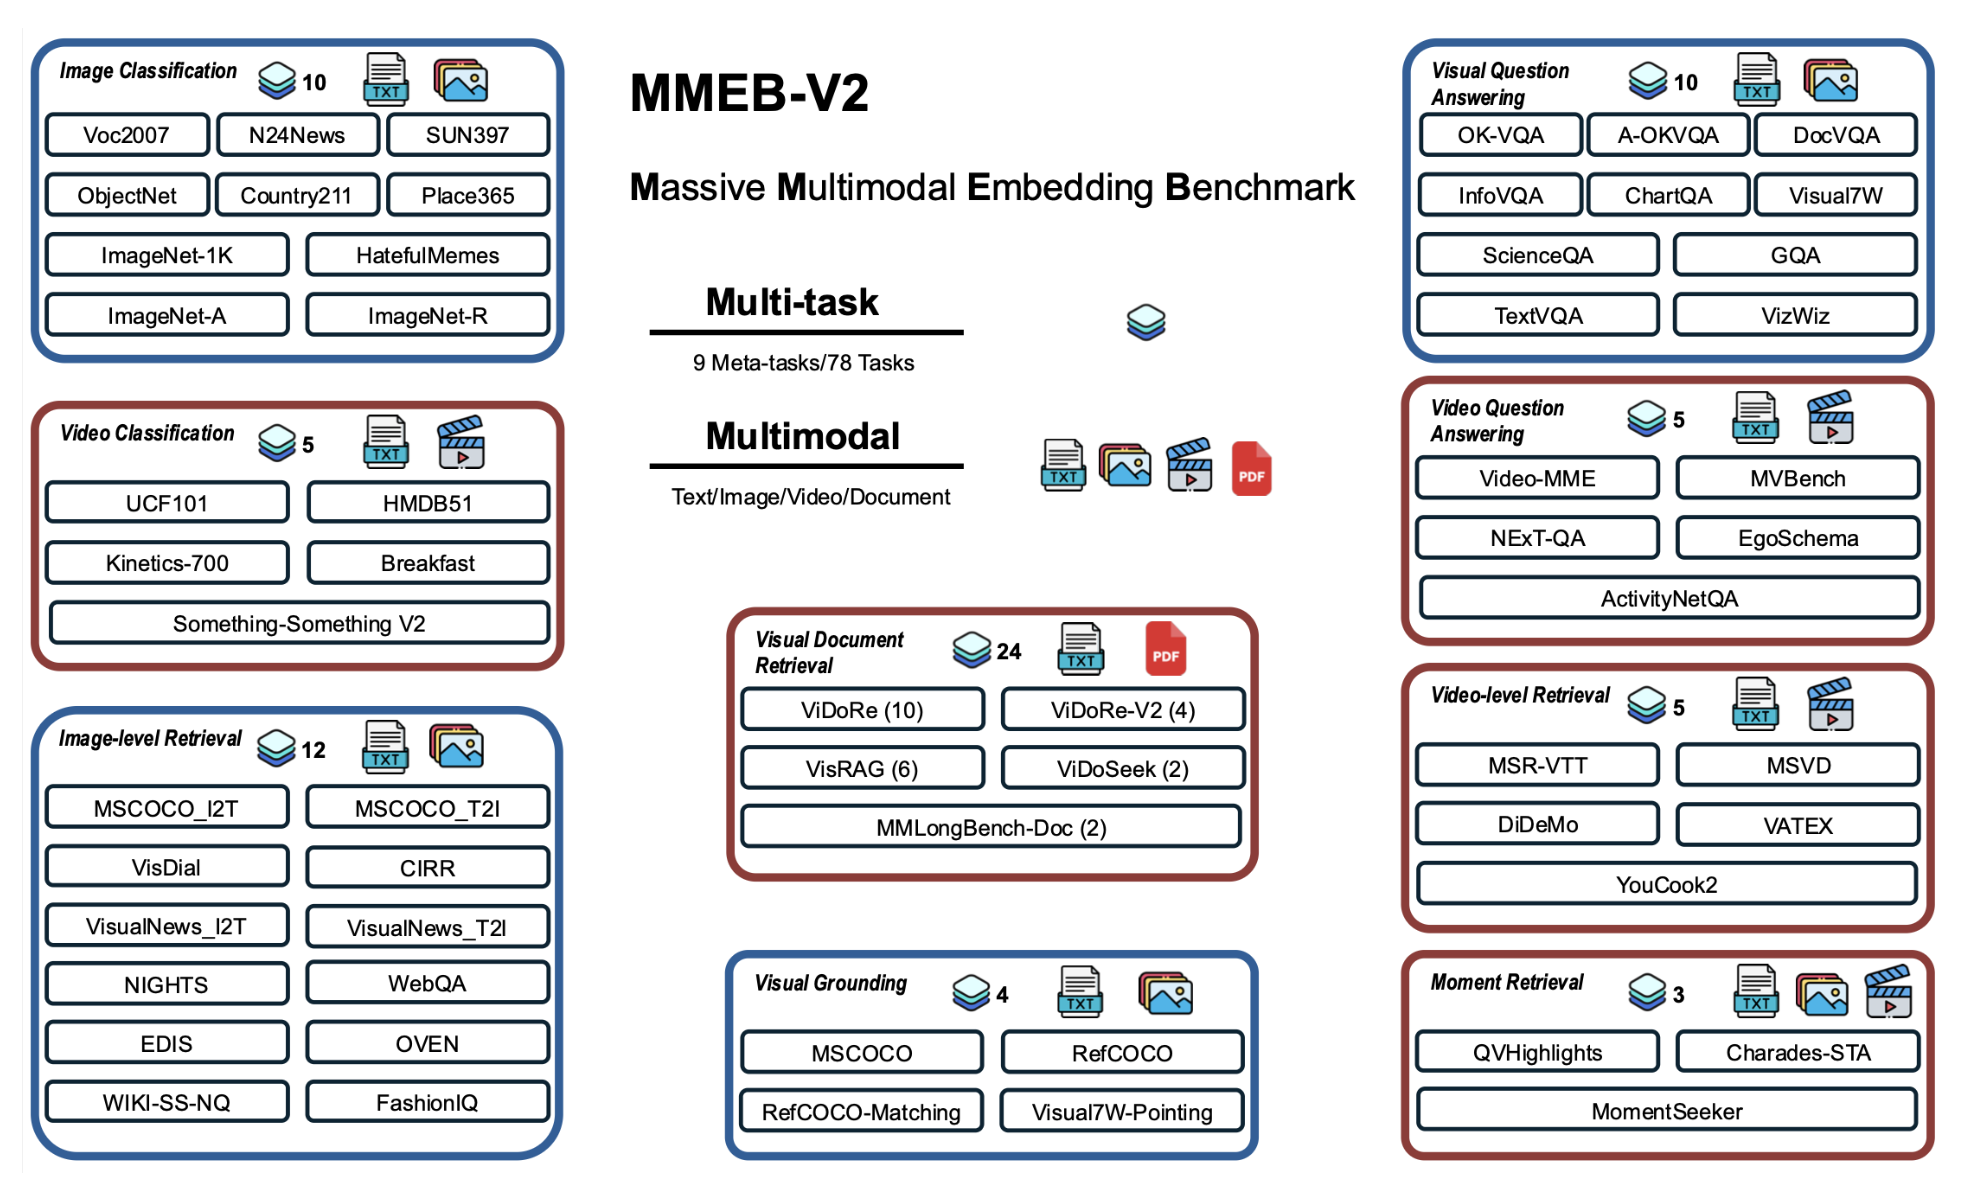 MMEB-V2
Massive Multimodal Embedding Benchmark
Multi-task
9 Meta-tasks/78 Tasks
Multimodal
Text/Image/Video/Document
TXT
PDF
Image Classification
10
TXT
Voc2007
N24News
SUN397
ObjectNet
Country211
Place365
ImageNet-1K
HatefulMemes
ImageNet-A
ImageNet-R
Video Classification
5
TXT
UCF101
HMDB51
Kinetics-700
Breakfast
Something-Something V2
Image-level Retrieval
12
TXT
MSCOCO_I2T
MSCOCO_T2I
VisDial
CIRR
VisualNews_I2T
VisualNews_T2I
NIGHTS
WebQA
EDIS
OVEN
WIKI-SS-NQ
FashionIQ
Visual Document
Retrieval
24
TXT
PDF
ViDoRe (10)
ViDoRe-V2 (4)
VisRAG (6)
ViDoSeek (2)
MMLongBench-Doc (2)
Visual Grounding
4
TXT
MSCOCO
RefCOCO
RefCOCO-Matching
Visual7W-Pointing
Visual Question
Answering
10
TXT
OK-VQA
A-OKVQA
DocVQA
InfoVQA
ChartQA
Visual7W
ScienceQA
GQA
TextVQA
VizWiz
Video Question
Answering
5
TXT
Video-MME
MVBench
NExT-QA
EgoSchema
ActivityNetQA
Video-level Retrieval
5
TXT
MSR-VTT
MSVD
DiDeMo
VATEX
YouCook2
Moment Retrieval
3
TXT
QVHighlights
Charades-STA
MomentSeeker